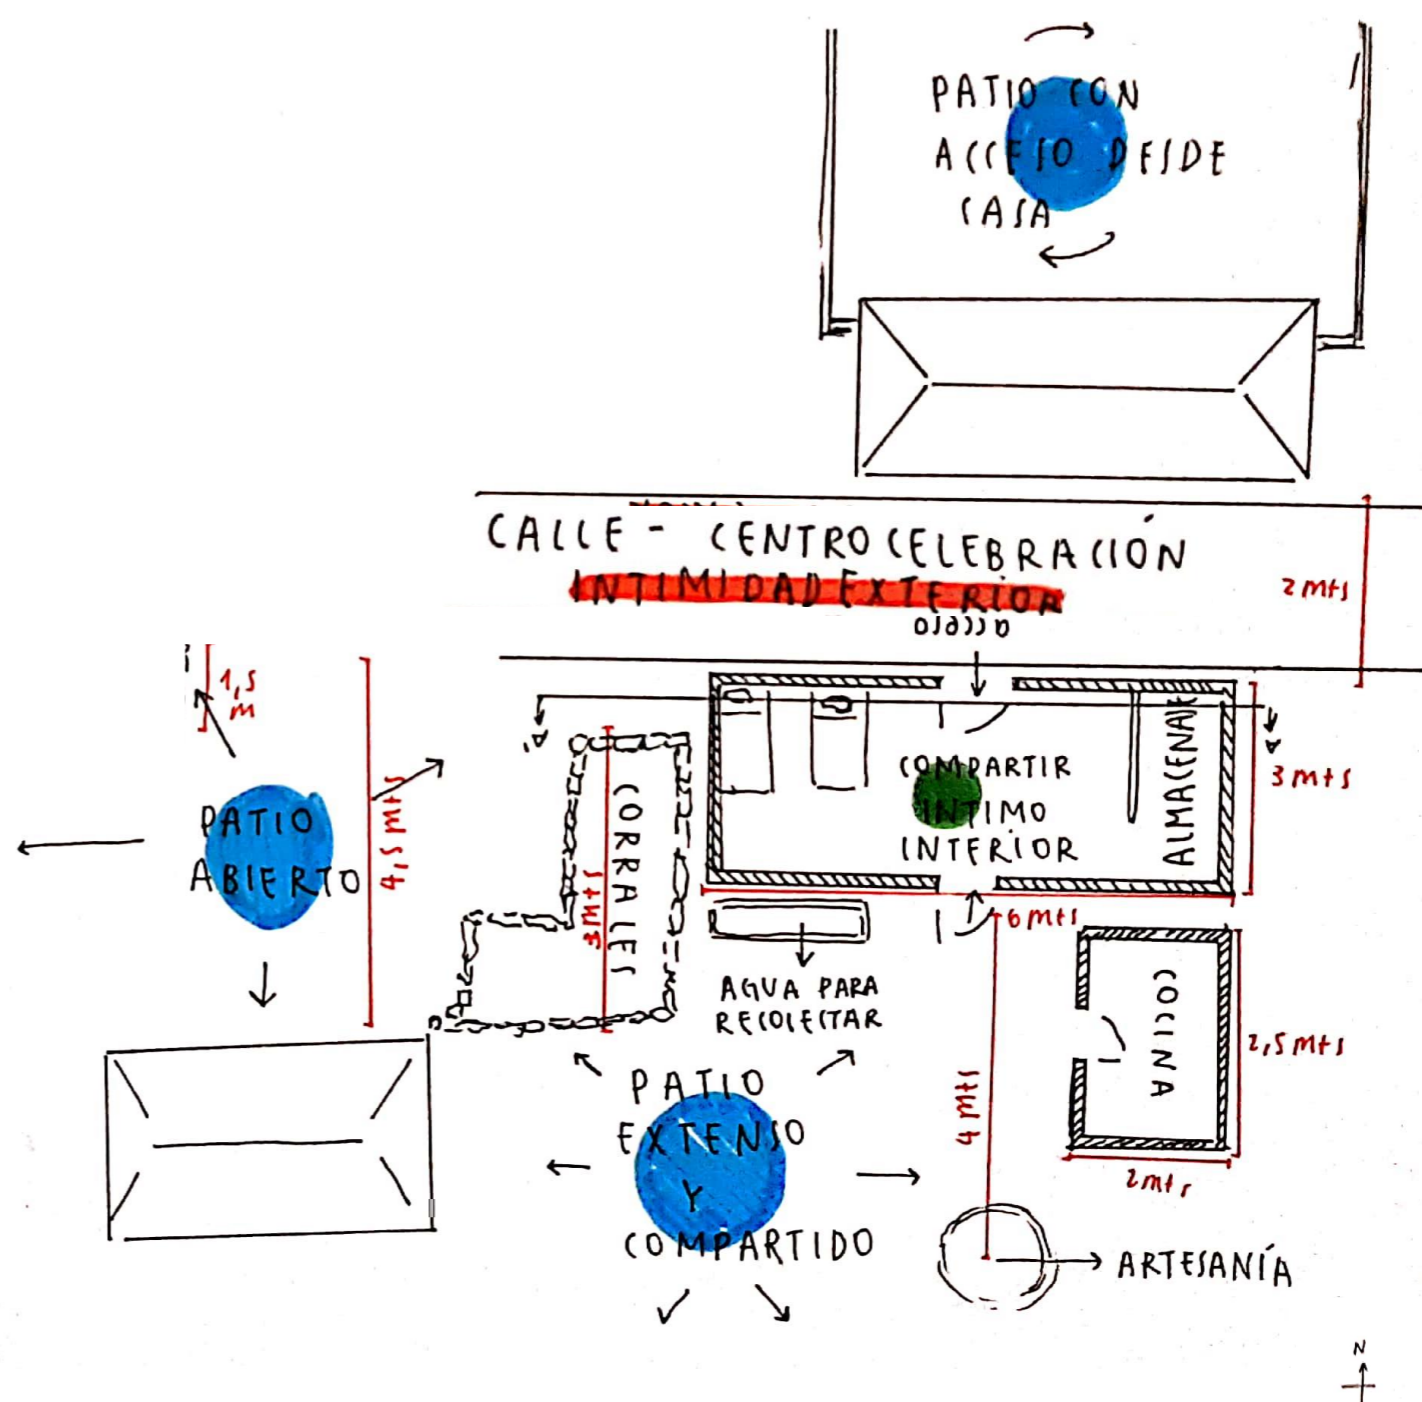 PATIO CON
ACCESO DESDE
CASA
CALLE - CENTRO CELEBRACIÓN
INTIMIDAD EXTERIOR
2 mts
acceso
1,5
m
PATIO
ABIERTO
4,5 mts
CORRALES
3 mts
COMPARTIR
INTIMO
INTERIOR
ALMACENAJE
3 mts
6 mts
AGUA PARA
RECOLECTAR
COCINA
2,5 mts
2 mts
4 mts
PATIO
EXTENSO
Y
COMPARTIDO
ARTESANÍA
N